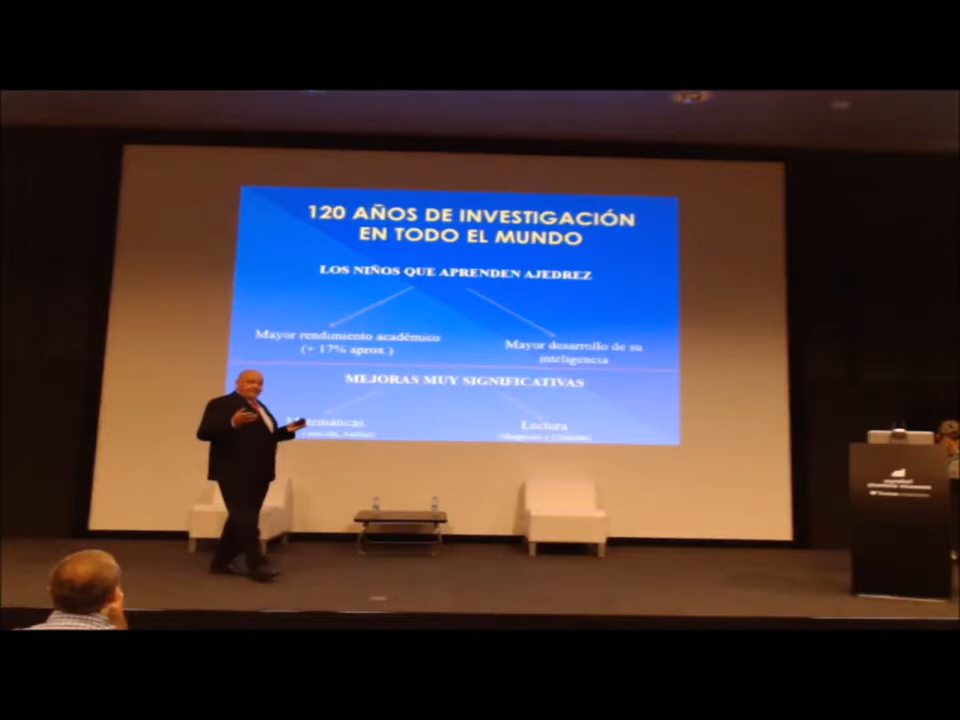 120 AÑOS DE INVESTIGACIÓN
EN TODO EL MUNDO
LOS NIÑOS QUE APRENDEN AJEDREZ
Mayor rendimiento académico
(+ 17% aprox.)
Mayor desarrollo de su
inteligencia
MEJORAS MUY SIGNIFICATIVAS
Matemáticas
Lectura